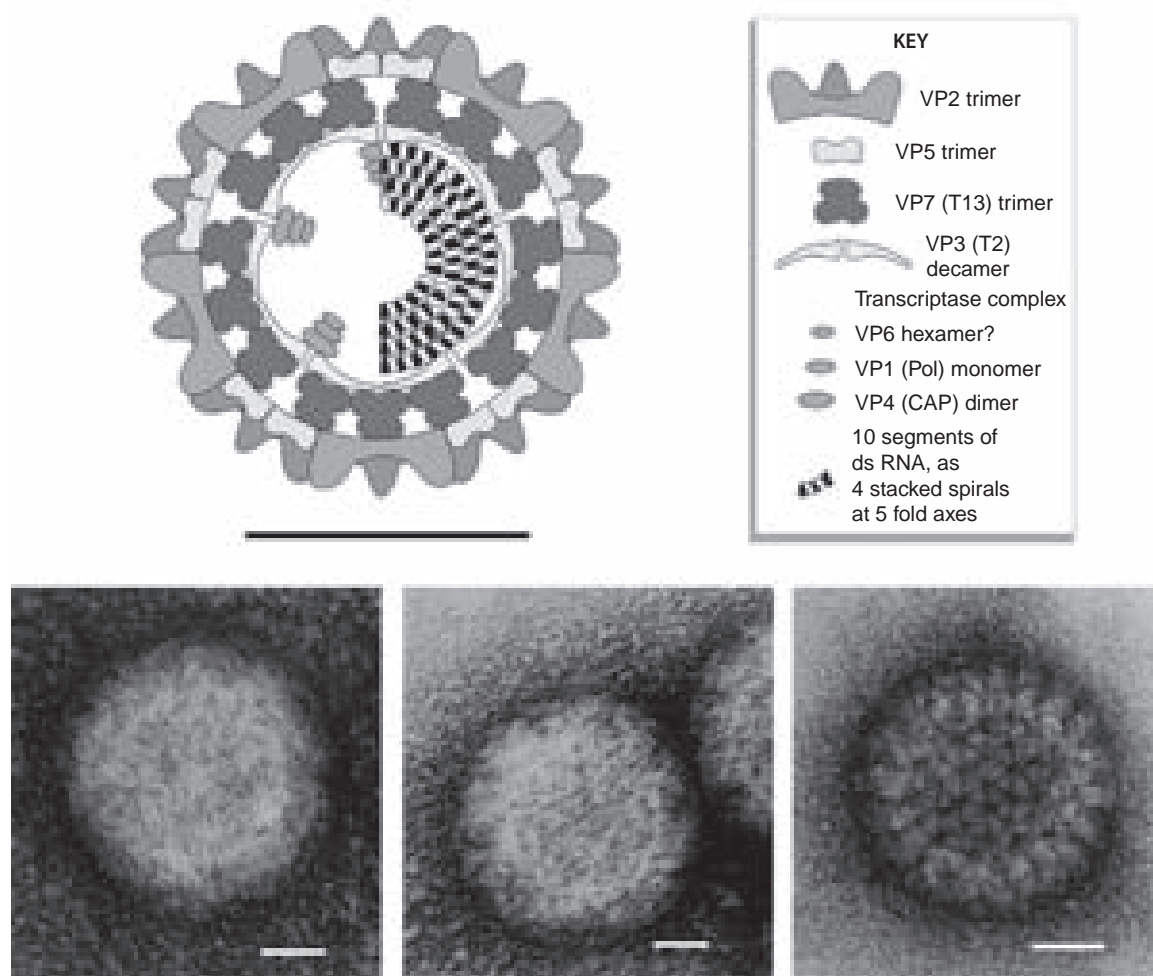 KEY
VP2 trimer
VP5 trimer
VP7 (T13) trimer
VP3 (T2)
decamer
Transcriptase complex
VP6 hexamer?
VP1 (Pol) monomer
VP4 (CAP) dimer
10 segments of
ds RNA, as
4 stacked spirals
at 5 fold axes